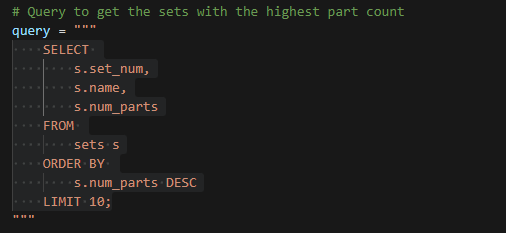 # Query to get the sets with the highest part count
query = """
    SELECT
        s.set_num,
        s.name,
        s.num_parts
    FROM
        sets s
    ORDER BY
        s.num_parts DESC
    LIMIT 10;
"""